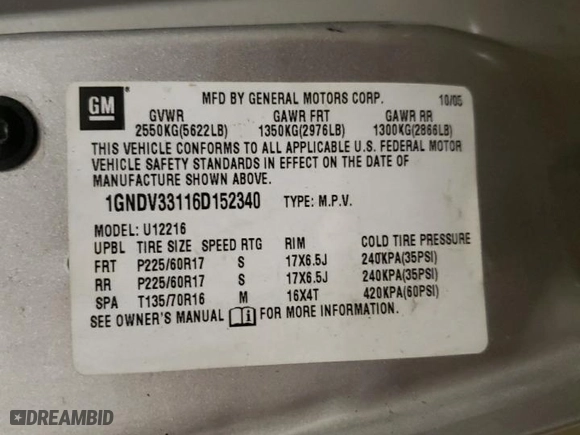 GM
MFD BY GENERAL MOTORS CORP. 10/05
GVWR GAWR FRT GAWR RR
2550KG(5622LB) 1350KG(2976LB) 1300KG(2866LB)
THIS VEHICLE CONFORMS TO ALL APPLICABLE U.S. FEDERAL MOTOR
VEHICLE SAFETY STANDARDS IN EFFECT ON THE DATE OF
MANUFACTURE SHOWN ABOVE.
1GNDV33116D152340 TYPE: M.P.V.
MODEL: U12216
UPBL TIRE SIZE SPEED RTG RIM COLD TIRE PRESSURE
FRT P225/60R17 S 17X6.5J 240KPA(35PSI)
RR P225/60R17 S 17X6.5J 240KPA(35PSI)
SPA T135/70R16 M 16X4T 420KPA(60PSI)
SEE OWNER'S MANUAL i FOR MORE INFORMATION.
DREAMBID